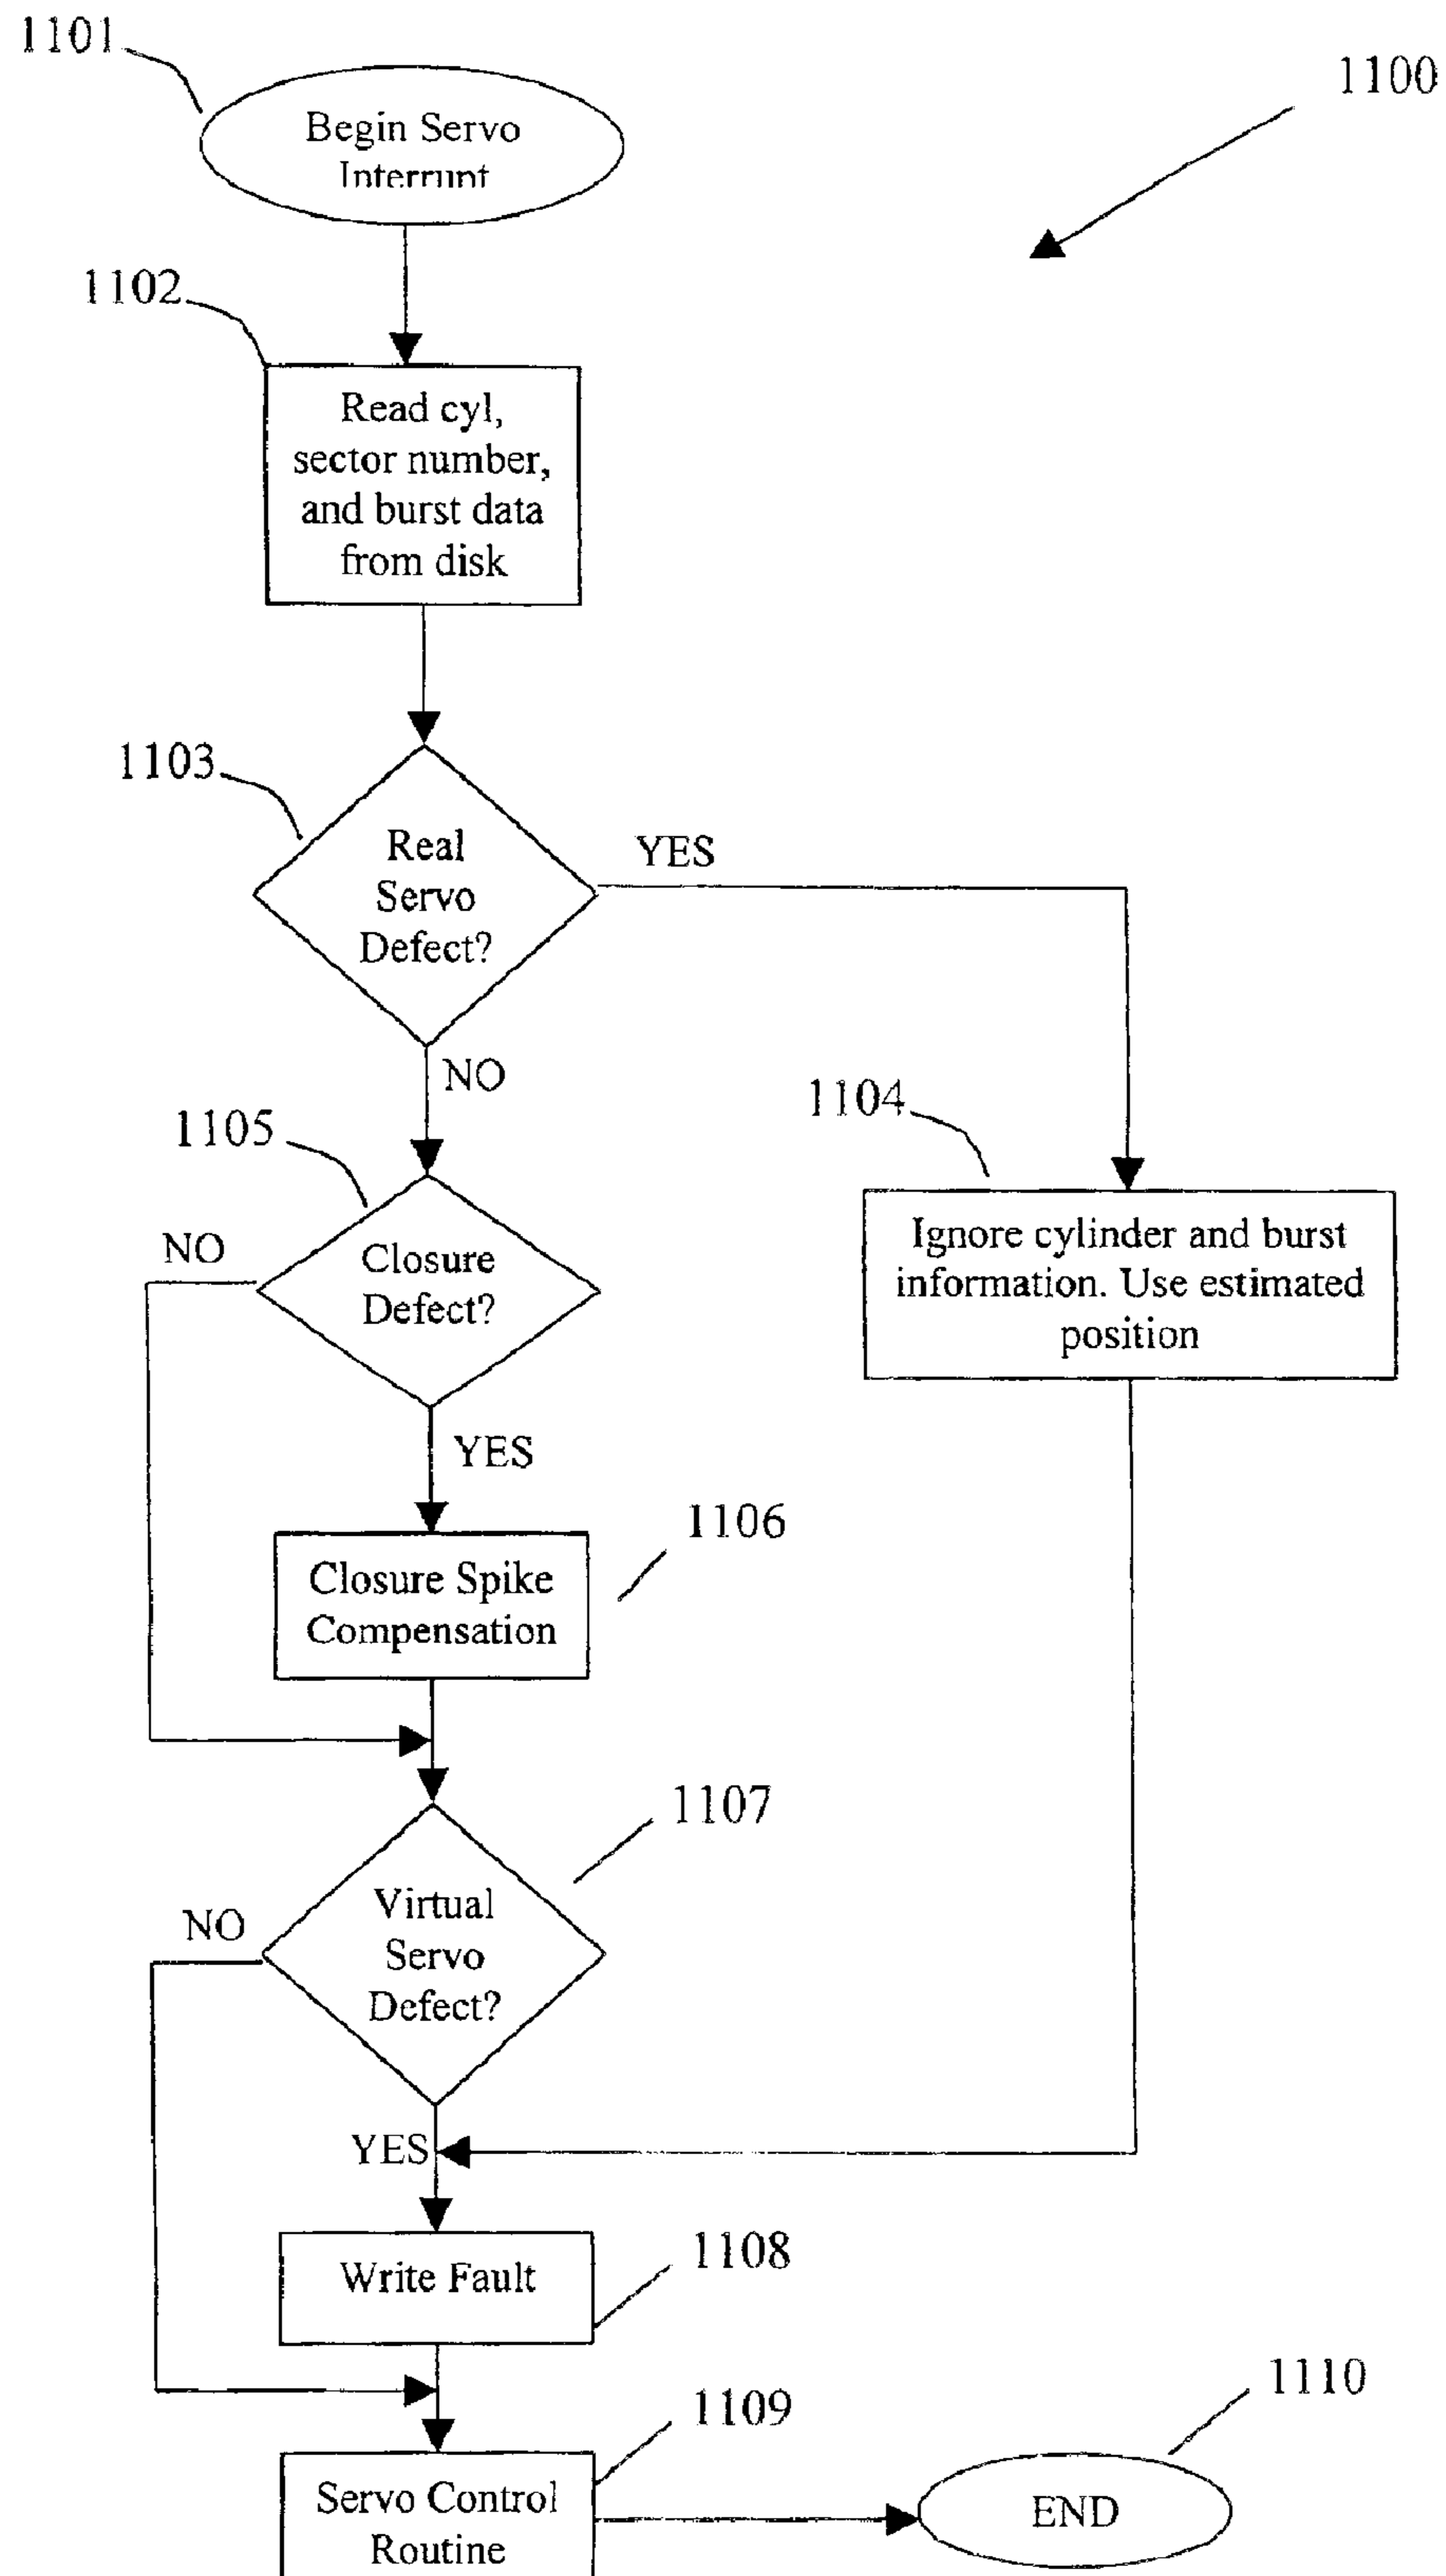 1101
1100
Begin Servo
Interrupt
1102
Read cyl,
sector number,
and burst data
from disk
1103
Real
Servo
Defect?
YES
NO
1104
1105
Ignore cylinder and burst
information. Use estimated
position
NO
Closure
Defect?
YES
1106
Closure Spike
Compensation
1107
NO
Virtual
Servo
Defect?
YES
1108
Write Fault
1109
1110
Servo Control
Routine
END